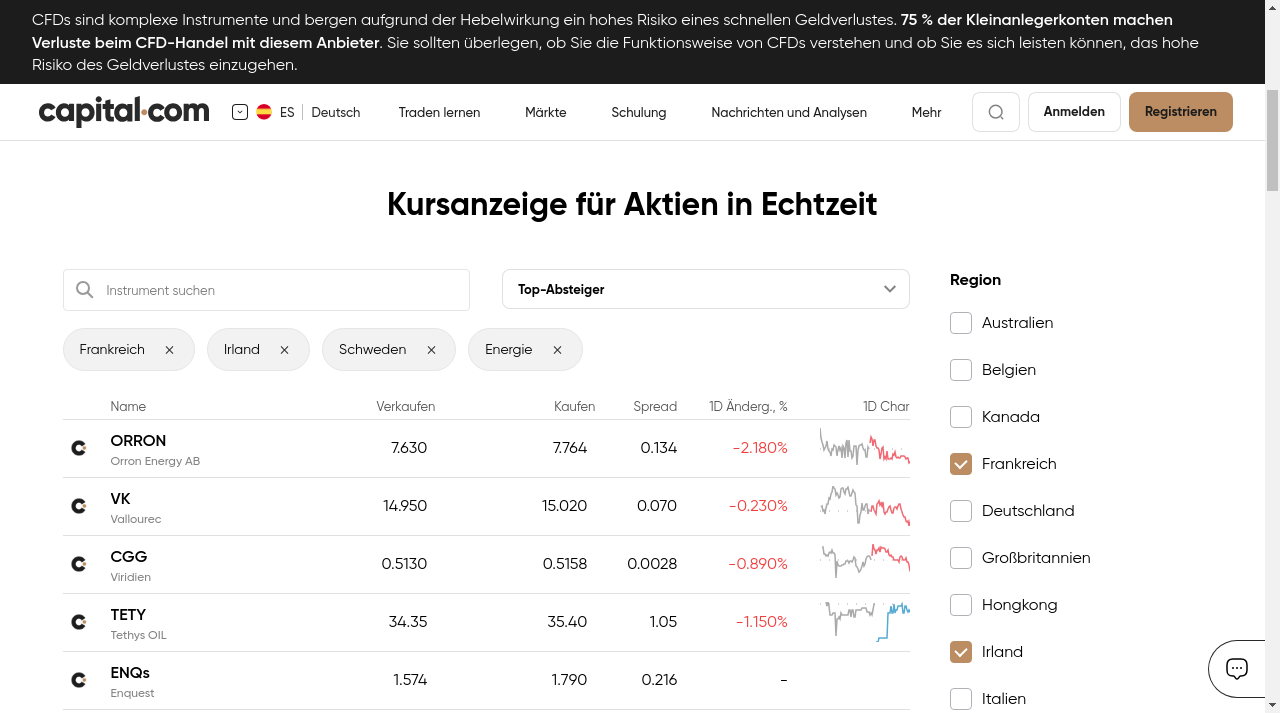 CFDs sind komplexe Instrumente und bergen aufgrund der Hebelwirkung ein hohes Risiko eines schnellen Geldverlustes. 75 % der Kleinanlegerkonten machen
Verluste beim CFD-Handel mit diesem Anbieter. Sie sollten überlegen, ob Sie die Funktionsweise von CFDs verstehen und ob Sie es sich leisten können, das hohe
Risiko des Geldverlustes einzugehen.
capital.com ES Deutsch Traden lernen Märkte Schulung Nachrichten und Analysen Mehr Anmelden Registrieren
Kursanzeige für Aktien in Echtzeit
Instrument suchen
Top-Absteiger
Frankreich Irland Schweden Energie
Name Verkaufen Kaufen Spread 1D Änderg., % 1D Char
ORRON 7.630 7.764 0.134 -2.180%
Orron Energy AB
VK 14.950 15.020 0.070 -0.230%
Vallourec
CGG 0.5130 0.5158 0.0028 -0.890%
Viridien
TETY 34.35 35.40 1.05 -1.150%
Tethys OIL
ENQs 1.574 1.790 0.216 -
Enquest
Region
Australien
Belgien
Kanada
Frankreich
Deutschland
Großbritannien
Hongkong
Irland
Italien